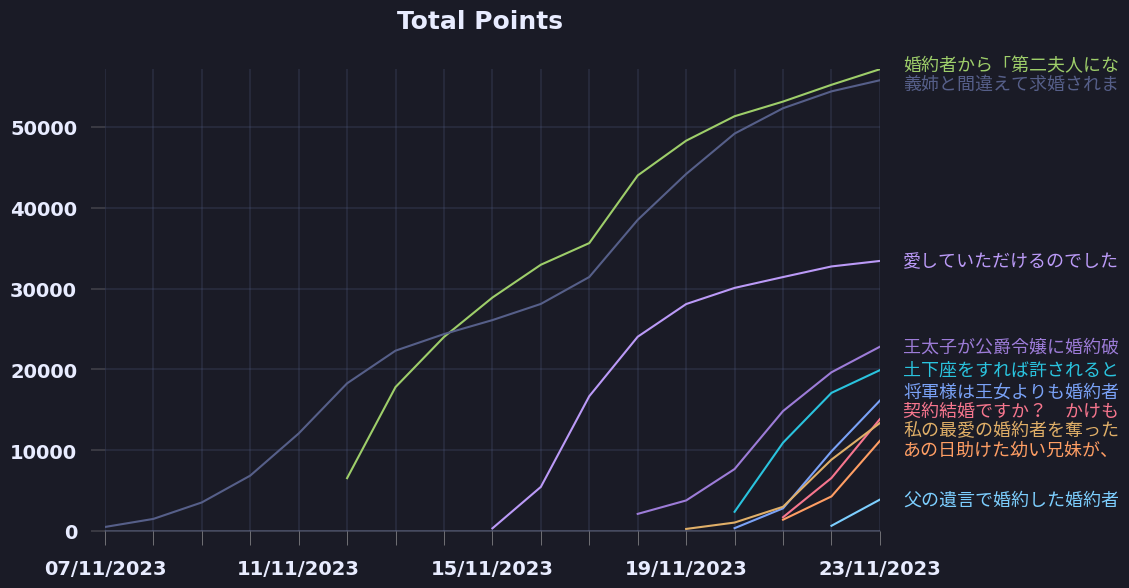 Total Points
婚約者から「第二夫人にな
義姉と間違えて求婚されま
50000
40000
30000
愛していただけるのでした
王太子が公爵令嬢に婚約破
20000
土下座をすれば許されると
将軍様は王女よりも婚約者
契約結婚ですか？　かけも
私の最愛の婚約者を奪った
10000
あの日助けた幼い兄妹が、
父の遺言で婚約した婚約者
0
07/11/2023 11/11/2023 15/11/2023 19/11/2023 23/11/2023